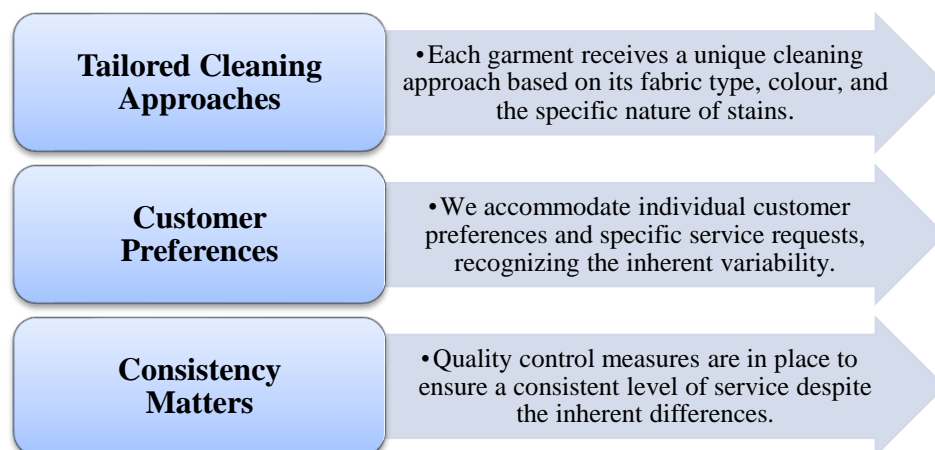 Tailored Cleaning
Approaches
•Each garment receives a unique cleaning
approach based on its fabric type, colour, and
the specific nature of stains.
Customer
Preferences
•We accommodate individual customer
preferences and specific service requests,
recognizing the inherent variability.
Consistency
Matters
•Quality control measures are in place to
ensure a consistent level of service despite
the inherent differences.